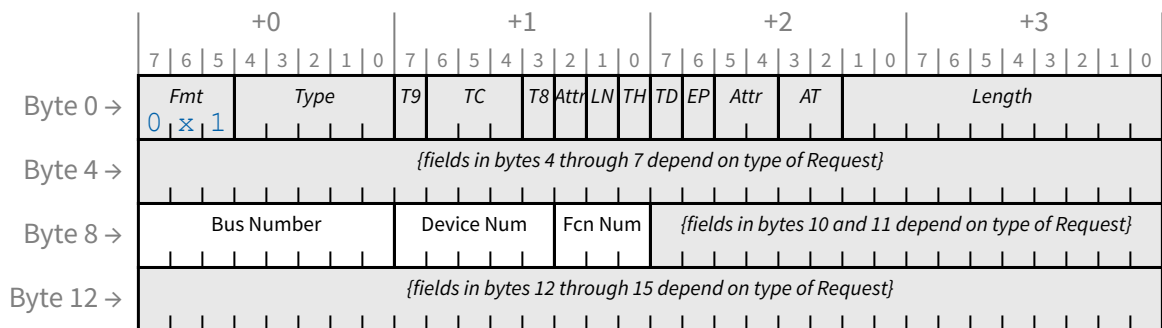 +0 +1 +2 +3
7 6 5 4 3 2 1 0 7 6 5 4 3 2 1 0 7 6 5 4 3 2 1 0 7 6 5 4 3 2 1 0
Byte 0 → Fmt Type T9 TC T8 Attr LN TH TD EP Attr AT Length
0 x 1
Byte 4 → {fields in bytes 4 through 7 depend on type of Request}
Byte 8 → Bus Number Device Num Fcn Num {fields in bytes 10 and 11 depend on type of Request}
Byte 12 → {fields in bytes 12 through 15 depend on type of Request}